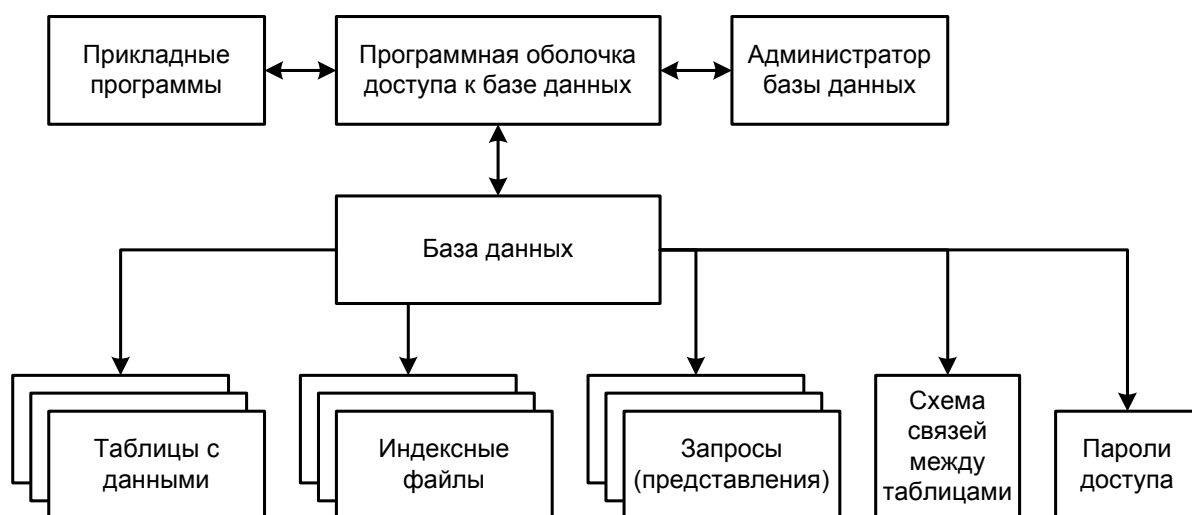 Прикладные
программы
Программная оболочка
доступа к базе данных
Администратор
базы данных
База данных
Таблицы с
данными
Индексные
файлы
Запросы
(представления)
Схема
связей
между
таблицами
Пароли
доступа